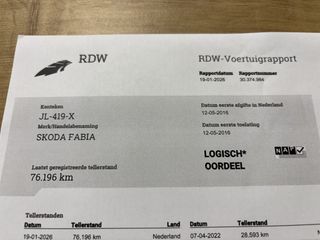 RDW
RDW-Voertuigrapport
Rapportdatum Rapportnummer
19-01-2026 30.374.984
Kenteken
JL-419-X
Merk/Handelsbenaming
SKODA FABIA
Datum eerste afgifte in Nederland
12-05-2016
Datum eerste toelating
12-05-2016
Laatst geregistreerde tellerstand
76.196 km
LOGISCH*
OORDEEL
NAP
Tellerstanden
Datum Tellerstand Land Datum Tellerstand
19-01-2026 76.196 km Nederland 07-04-2022 28.593 km